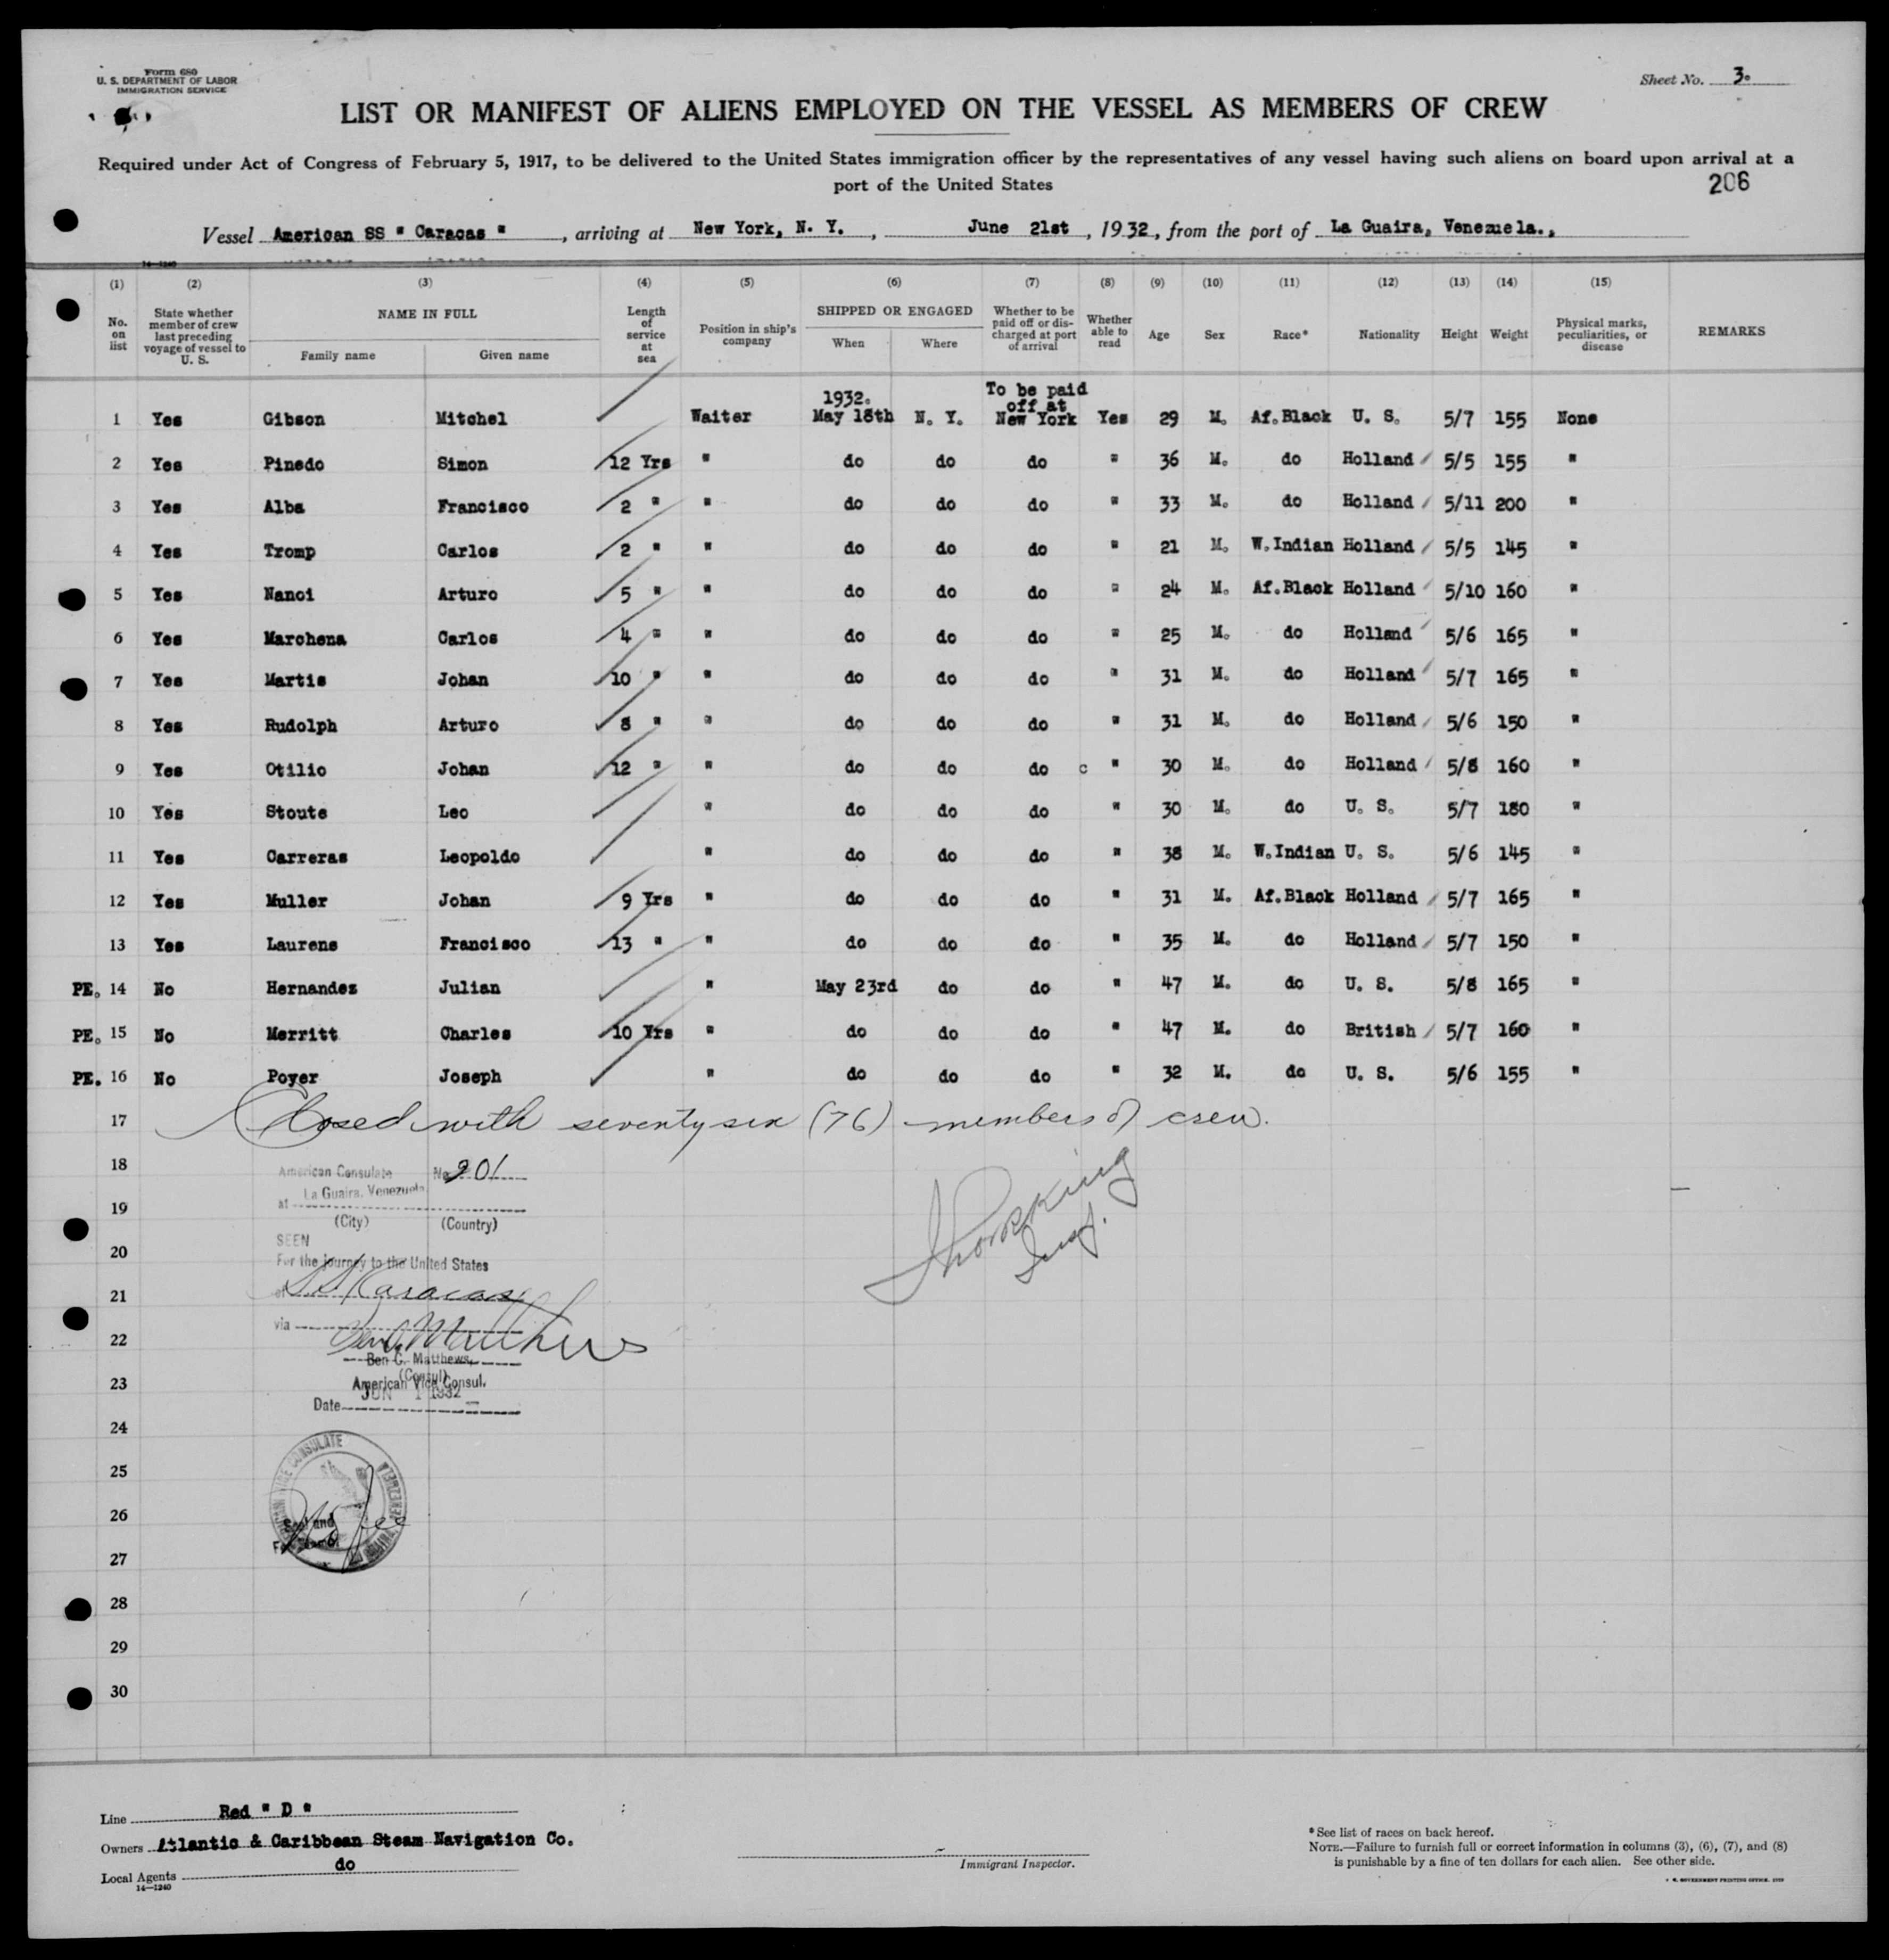 Form 680
U. S. DEPARTMENT OF LABOR
IMMIGRATION SERVICE
Sheet No. 3.
LIST OR MANIFEST OF ALIENS EMPLOYED ON THE VESSEL AS MEMBERS OF CREW
Required under Act of Congress of February 5, 1917, to be delivered to the United States immigration officer by the representatives of any vessel having such aliens on board upon arrival at a
port of the United States
206
Vessel American SS " Caracas " , arriving at New York, N. Y. , June 21st , 1932, from the port of La Guaira, Venezuela.,
14-1240
(1) (2) (3) (4) (5) (6) (7) (8) (9) (10) (11) (12) (13) (14) (15)
No. on list | State whether member of crew last preceding voyage of vessel to U. S. | NAME IN FULL Family name Given name | Length of service at sea | Position in ship's company | SHIPPED OR ENGAGED When Where | Whether to be paid off or discharged at port of arrival | Whether able to read | Age | Sex | Race* | Nationality | Height | Weight | Physical marks, peculiarities, or disease | REMARKS
1 Yes Gibson Mitchel Waiter 1932. May 18th N. Y. To be paid off at New York Yes 29 M. Af.Black U. S. 5/7 155 None
2 Yes Pinedo Simon 12 Yrs " do do do " 36 M. do Holland 5/5 155 "
3 Yes Alba Francisco 2 " " do do do " 33 M. do Holland 5/11 200 "
4 Yes Tromp Carlos 2 " " do do do " 21 M. W.Indian Holland 5/5 145 "
5 Yes Nanci Arturo 5 " " do do do " 24 M. Af.Black Holland 5/10 160 "
6 Yes Marchena Carlos 4 " " do do do " 25 M. do Holland 5/6 165 "
7 Yes Martis Johan 10 " " do do do " 31 M. do Holland 5/7 165 "
8 Yes Rudolph Arturo 8 " " do do do " 31 M. do Holland 5/6 150 "
9 Yes Otilio Johan 12 " " do do do c " 30 M. do Holland 5/8 160 "
10 Yes Stoute Leo " do do do " 30 M. do U. S. 5/7 180 "
11 Yes Carreras Leopoldo " do do do " 38 M. W.Indian U. S. 5/6 145 "
12 Yes Muller Johan 9 Yrs " do do do " 31 M. Af.Black Holland 5/7 165 "
13 Yes Laurens Francisco 13 " " do do do " 35 M. do Holland 5/7 150 "
PE. 14 No Hernandez Julian " May 23rd do do " 47 M. do U. S. 5/8 165 "
PE. 15 No Merritt Charles 10 Yrs " do do do " 47 M. do British 5/7 160 "
PE. 16 No Poyer Joseph " do do do " 32 M. do U. S. 5/6 155 "
17 Closed with seventy six (76) members of crew.
18 American Consulate No 201
at La Guaira, Venezuela
19
(City) (Country)
SEEN
20
For the journey to the United States
21 of SS Caracas
via
22 Ben C. Matthews
Ben C. Matthews,
(Consul)
23 American Vice Consul.
JUN 1932
Date
24
25
26
27
28
29
30
Line Red " D "
Owners Atlantic & Caribbean Steam Navigation Co.
Local Agents do
14-1240
Immigrant Inspector.
* See list of races on back hereof.
NOTE.—Failure to furnish full or correct information in columns (3), (6), (7), and (8)
is punishable by a fine of ten dollars for each alien. See other side.